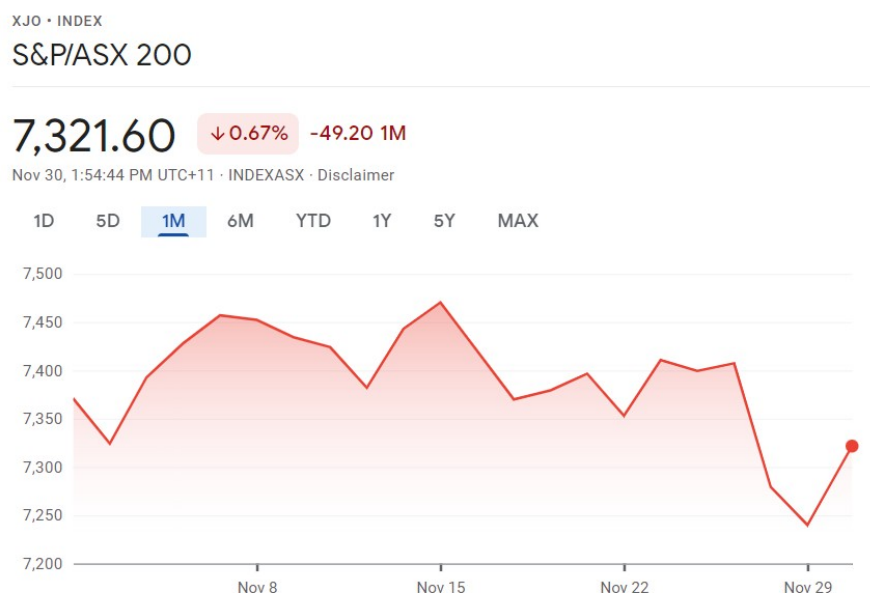 XJO • INDEX
S&P/ASX 200
7,321.60 ↓ 0.67% -49.20 1M
Nov 30, 1:54:44 PM UTC+11 · INDEXASX · Disclaimer
1D 5D 1M 6M YTD 1Y 5Y MAX
7,500
7,450
7,400
7,350
7,300
7,250
7,200
Nov 8 Nov 15 Nov 22 Nov 29